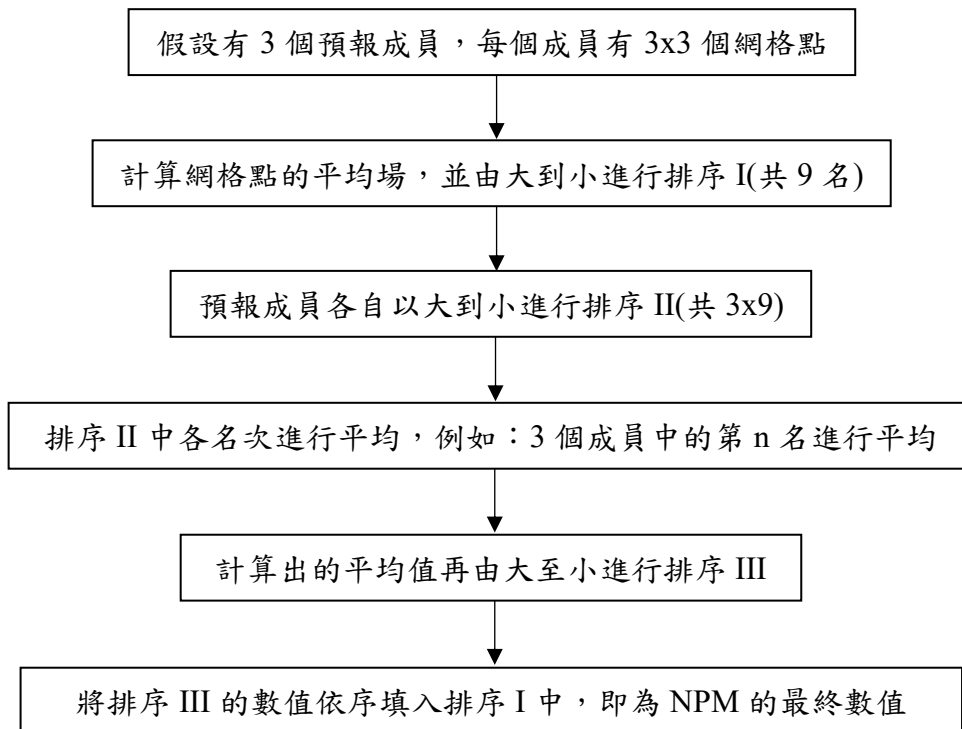 假設有 3 個預報成員，每個成員有 3x3 個網格點
計算網格點的平均場，並由大到小進行排序 I(共 9 名)
預報成員各自以大到小進行排序 II(共 3x9)
排序 II 中各名次進行平均，例如：3 個成員中的第 n 名進行平均
計算出的平均值再由大至小進行排序 III
將排序 III 的數值依序填入排序 I 中，即為 NPM 的最終數值